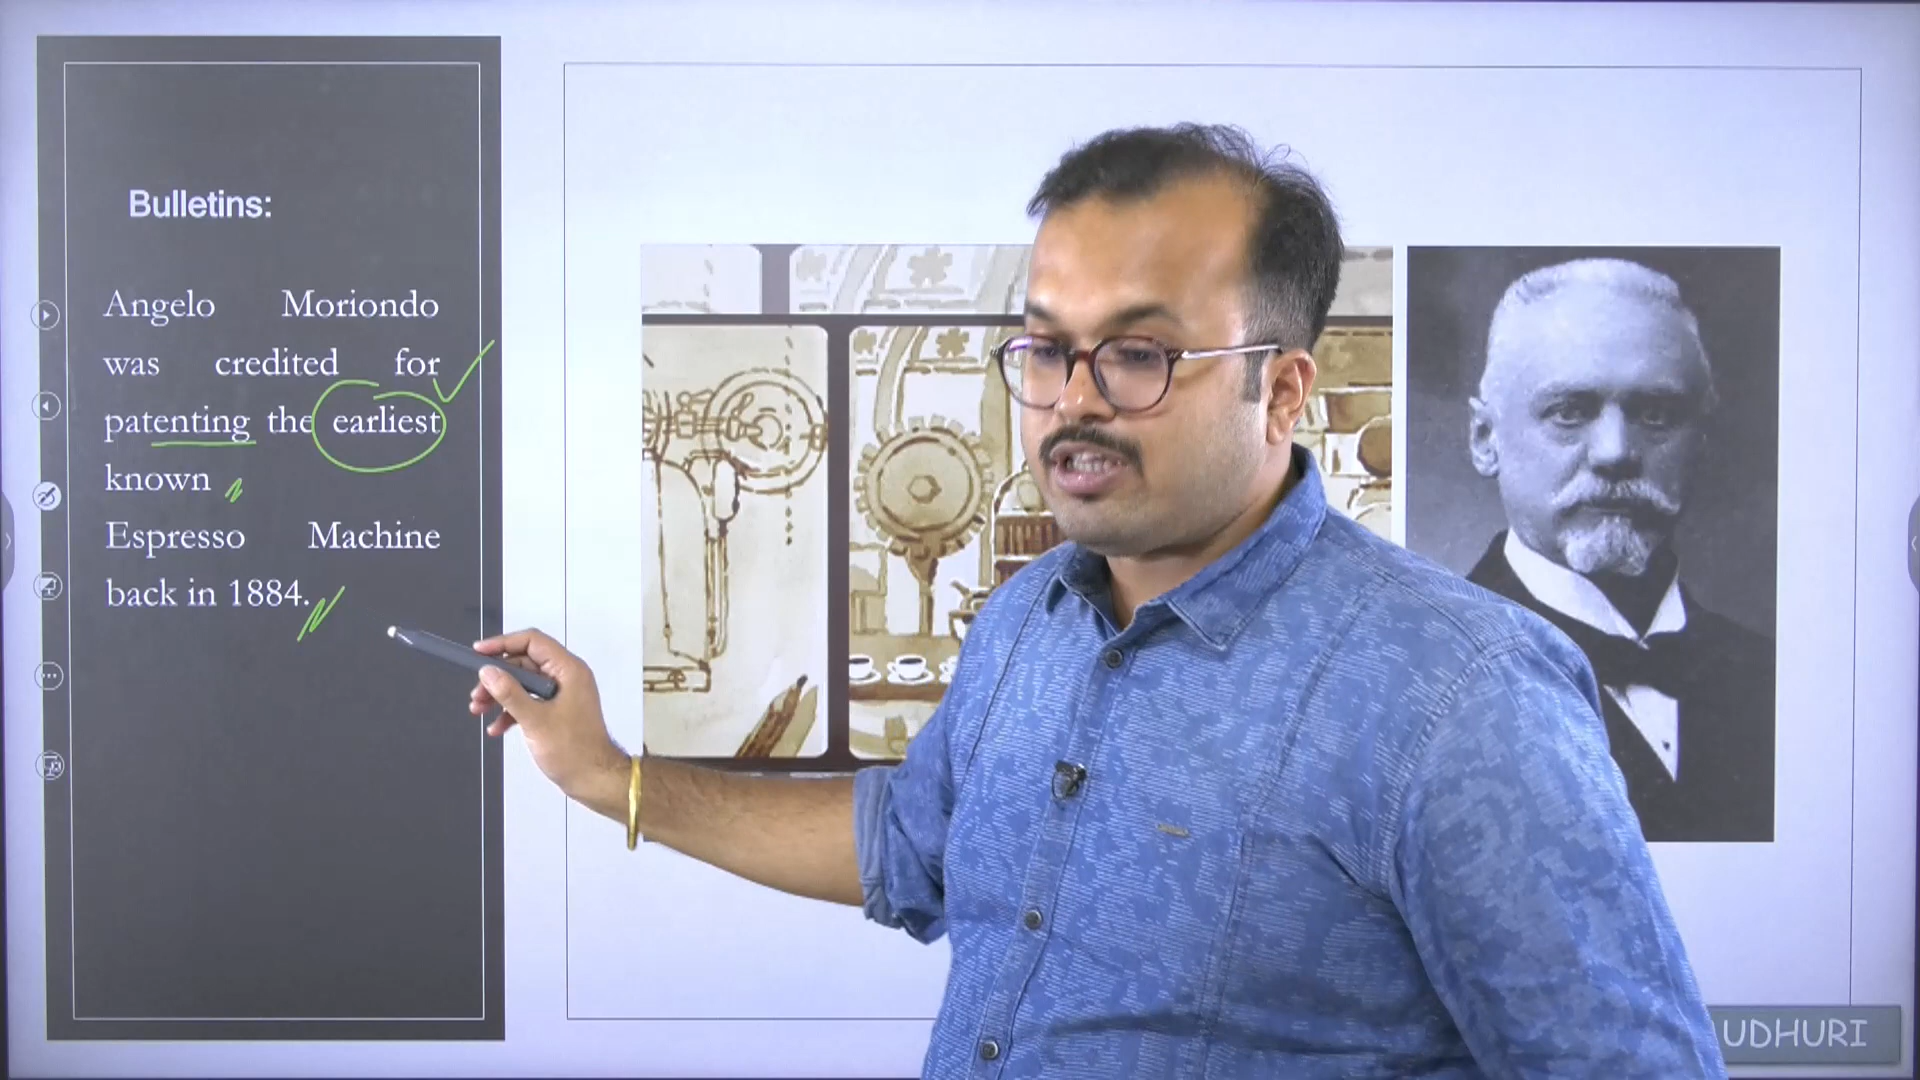 Bulletins:
Angelo Moriondo
was credited for
patenting the earliest
known
Espresso Machine
back in 1884.
UDHURI